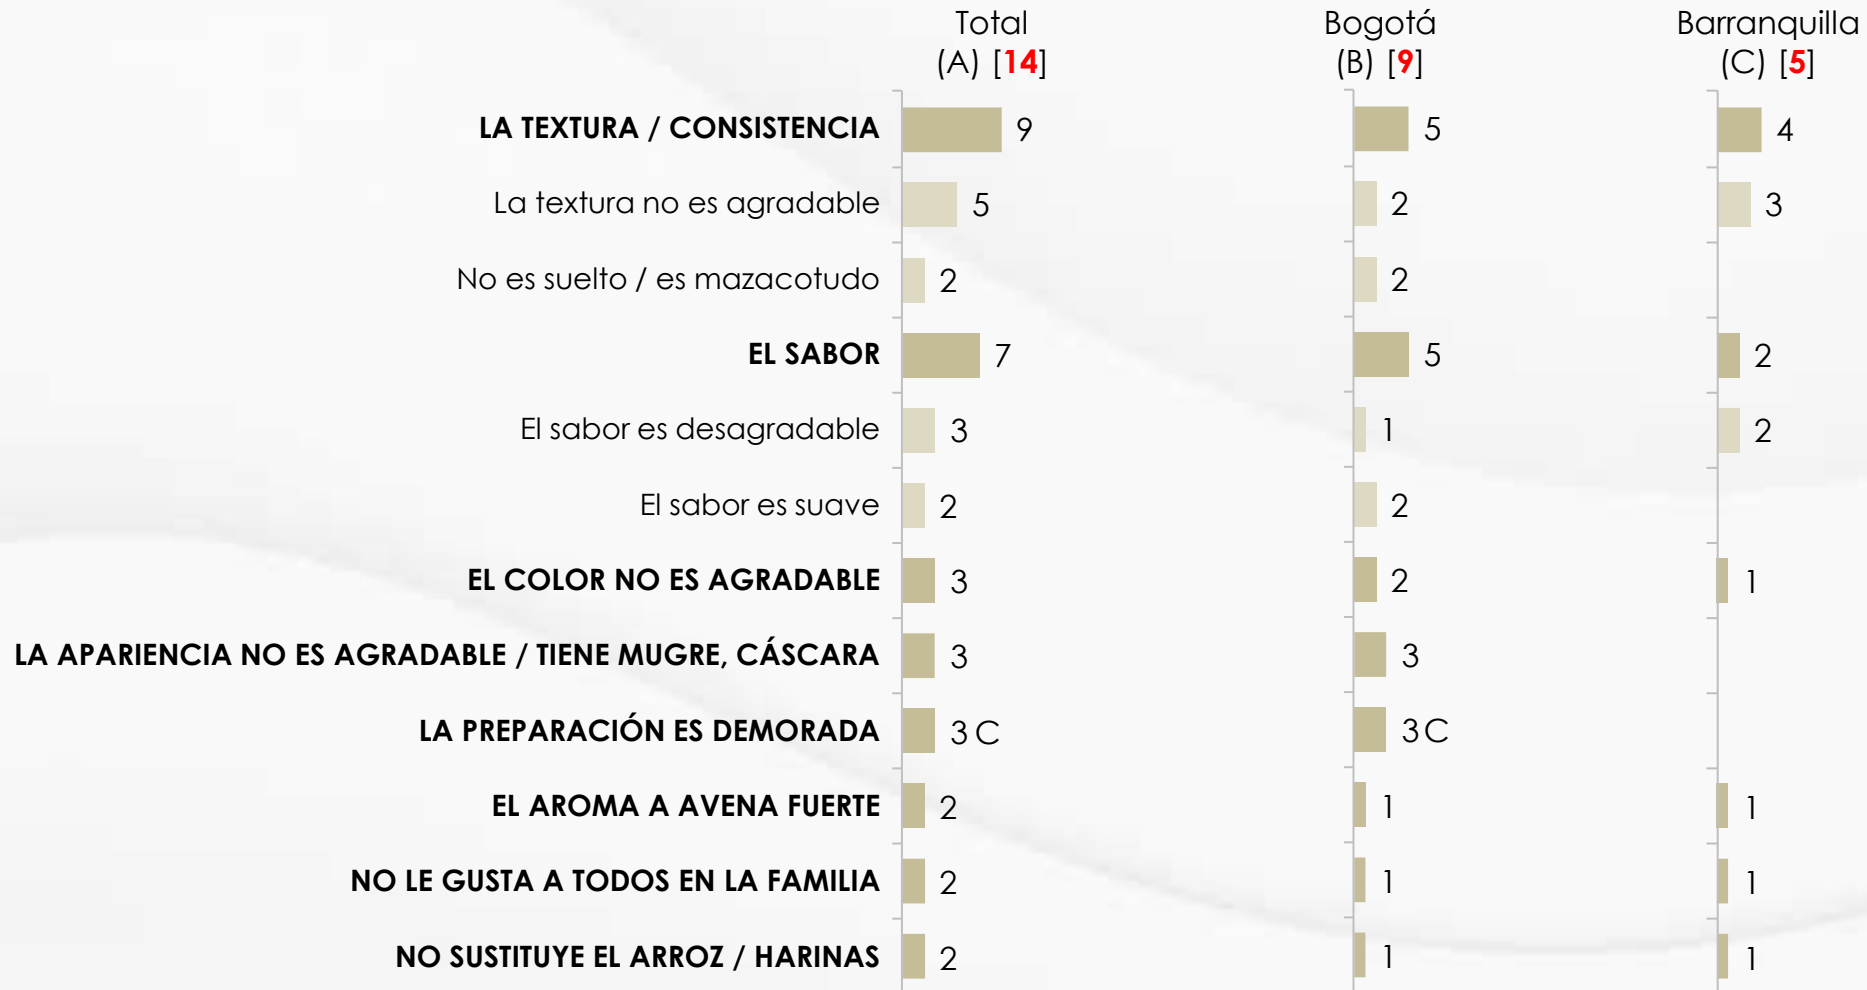 Total Bogotá Barranquilla
(A) [14] (B) [9] (C) [5]
LA TEXTURA / CONSISTENCIA 9 5 4
La textura no es agradable 5 2 3
No es suelto / es mazacotudo 2 2
EL SABOR 7 5 2
El sabor es desagradable 3 1 2
El sabor es suave 2 2
EL COLOR NO ES AGRADABLE 3 2 1
LA APARIENCIA NO ES AGRADABLE / TIENE MUGRE, CÁSCARA 3 3
LA PREPARACIÓN ES DEMORADA 3 C 3 C
EL AROMA A AVENA FUERTE 2 1 1
NO LE GUSTA A TODOS EN LA FAMILIA 2 1 1
NO SUSTITUYE EL ARROZ / HARINAS 2 1 1